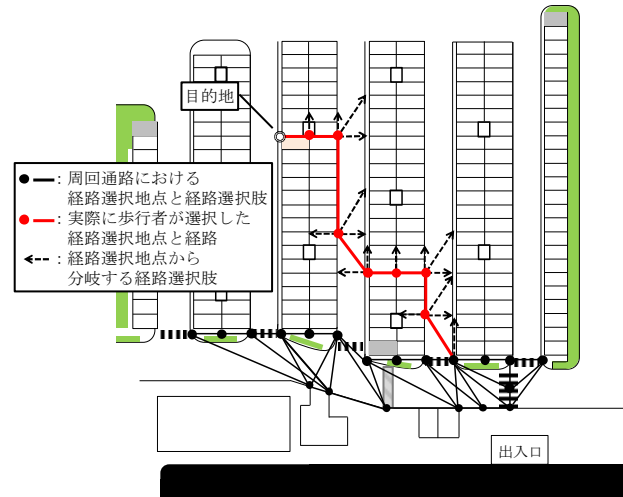 目的地
：周回通路における
経路選択地点と経路選択肢
：実際に歩行者が選択した
経路選択地点と経路
：経路選択地点から
分岐する経路選択肢
出入口